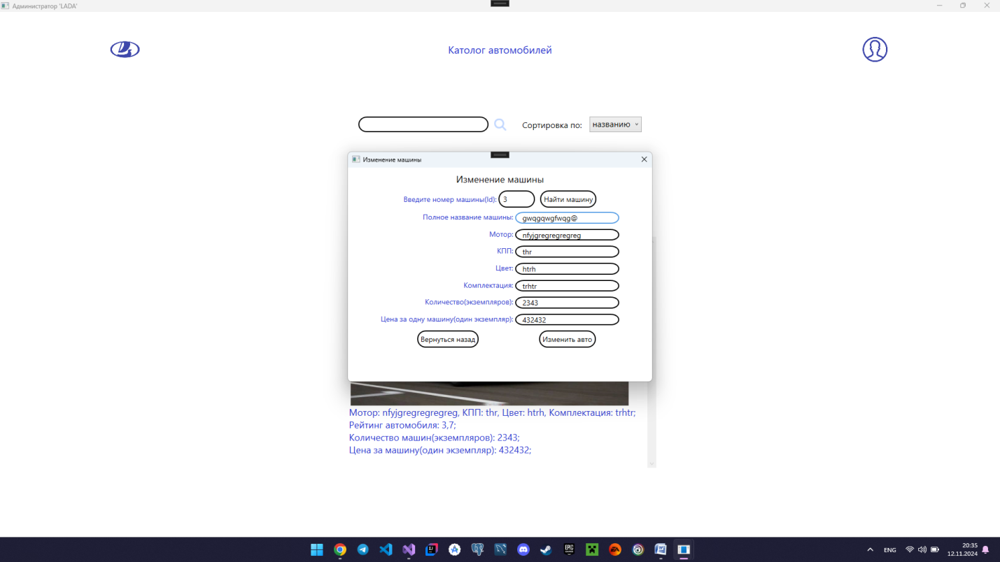 Администратор 'LADA'
Католог автомобилей
Сортировка по: названию
Изменение машины
Изменение машины
Введите номер машины(Id): 3 Найти машину
Полное название машины: gwqgqwgfwqg@
Мотор: nfyjgregregregreg
КПП: thr
Цвет: htrh
Комплектация: trhtr
Количество(экземпляров): 2343
Цена за одну машину(один экземпляр): 432432
Вернуться назад Изменить авто
Мотор: nfyjgregregregreg, КПП: thr, Цвет: htrh, Комплектация: trhtr;
Рейтинг автомобиля: 3,7;
Количество машин(экземпляров): 2343;
Цена за машину(один экземпляр): 432432;
EPIC
EA
ENG
20:35
12.11.2024